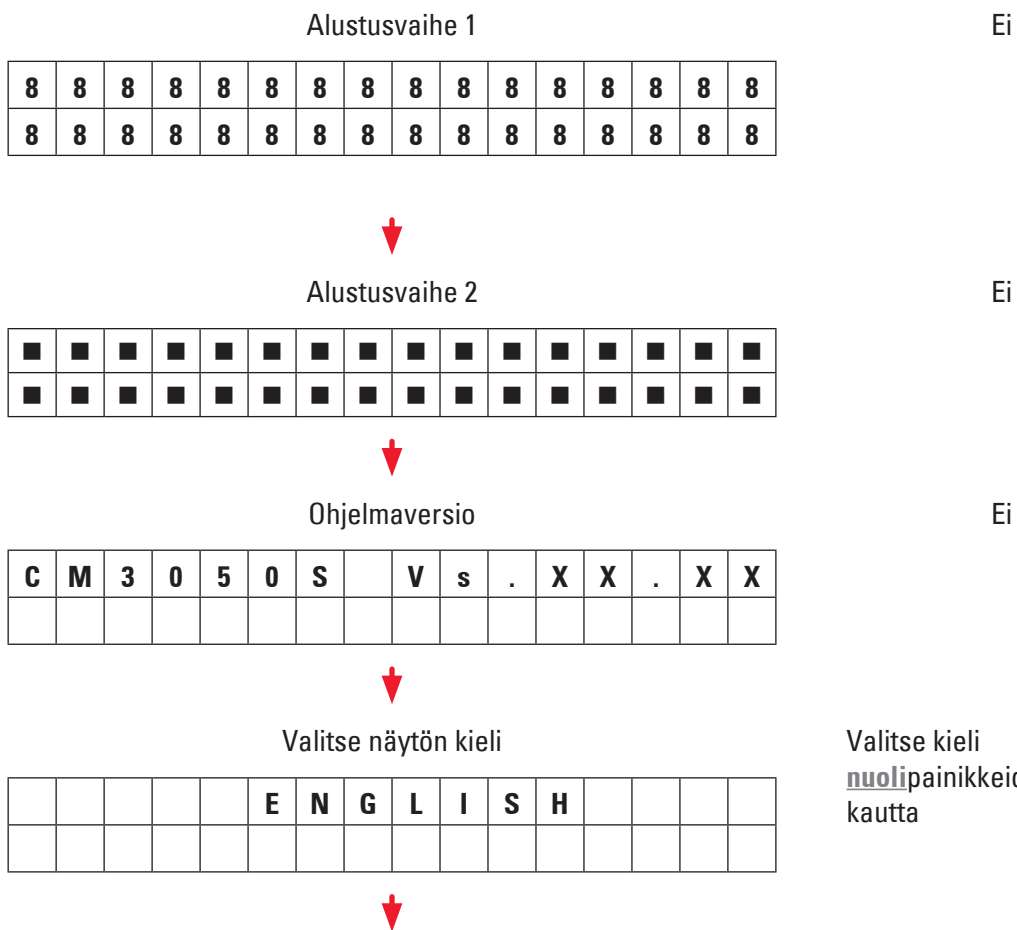 Alustusvaihe 1
Ei
8 8 8 8 8 8 8 8 8 8 8 8 8 8 8 8
8 8 8 8 8 8 8 8 8 8 8 8 8 8 8 8
Alustusvaihe 2
Ei
■ ■ ■ ■ ■ ■ ■ ■ ■ ■ ■ ■ ■ ■ ■ ■
■ ■ ■ ■ ■ ■ ■ ■ ■ ■ ■ ■ ■ ■ ■ ■
Ohjelmaversio
Ei
C M 3 0 5 0 S V s . X X . X X
Valitse näytön kieli
Valitse kieli
nuolipainikkeid
kautta
E N G L I S H